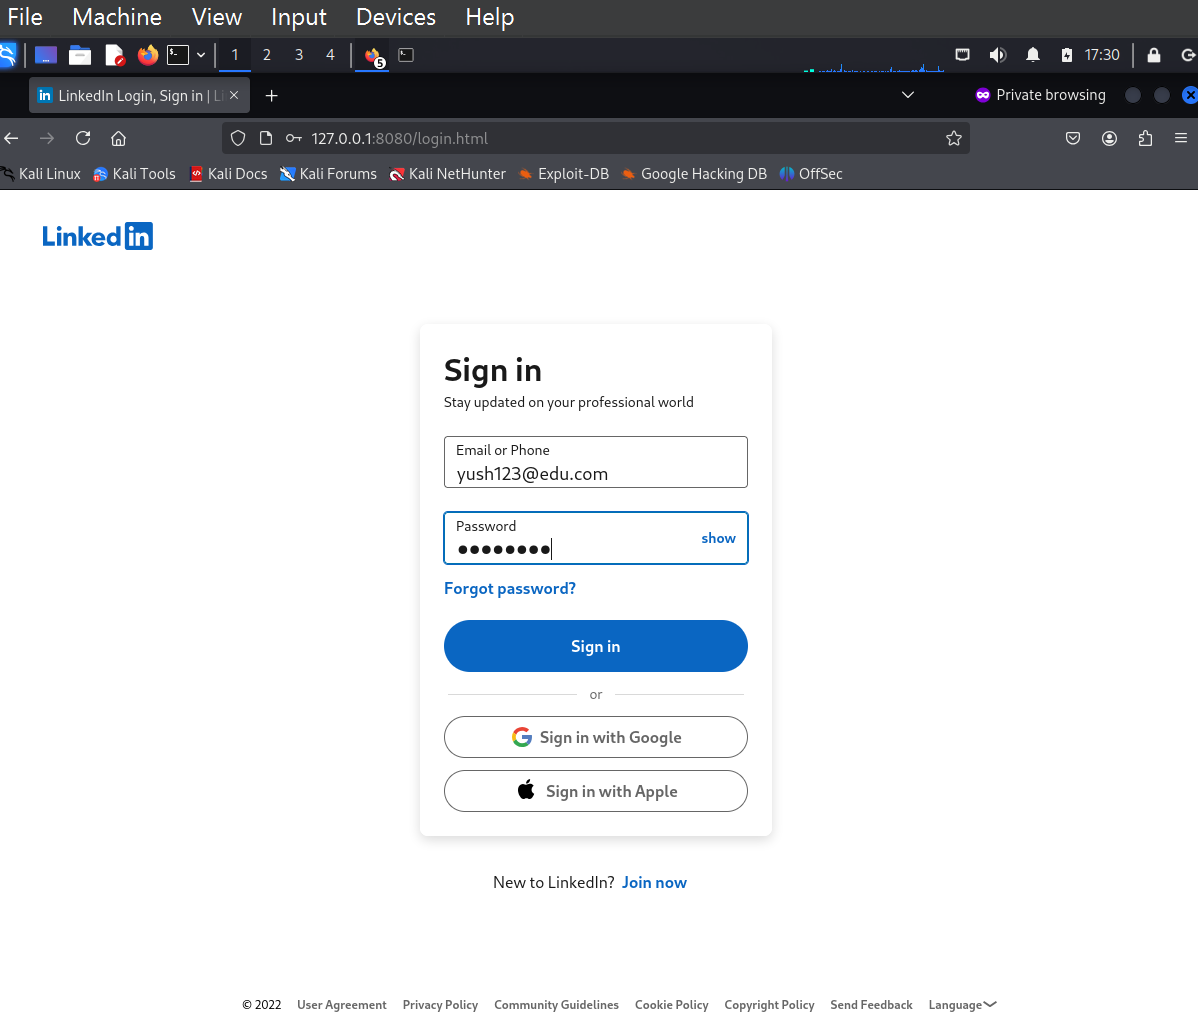 File Machine View Input Devices Help
1 2 3 4 5 17:30
LinkedIn Login, Sign in | Li
Private browsing
127.0.0.1:8080/login.html
Kali Linux Kali Tools Kali Docs Kali Forums Kali NetHunter Exploit-DB Google Hacking DB OffSec
Linked in
Sign in
Stay updated on your professional world
Email or Phone
yush123@edu.com
Password
●●●●●●●●
show
Forgot password?
Sign in
or
Sign in with Google
Sign in with Apple
New to LinkedIn? Join now
© 2022 User Agreement Privacy Policy Community Guidelines Cookie Policy Copyright Policy Send Feedback Language